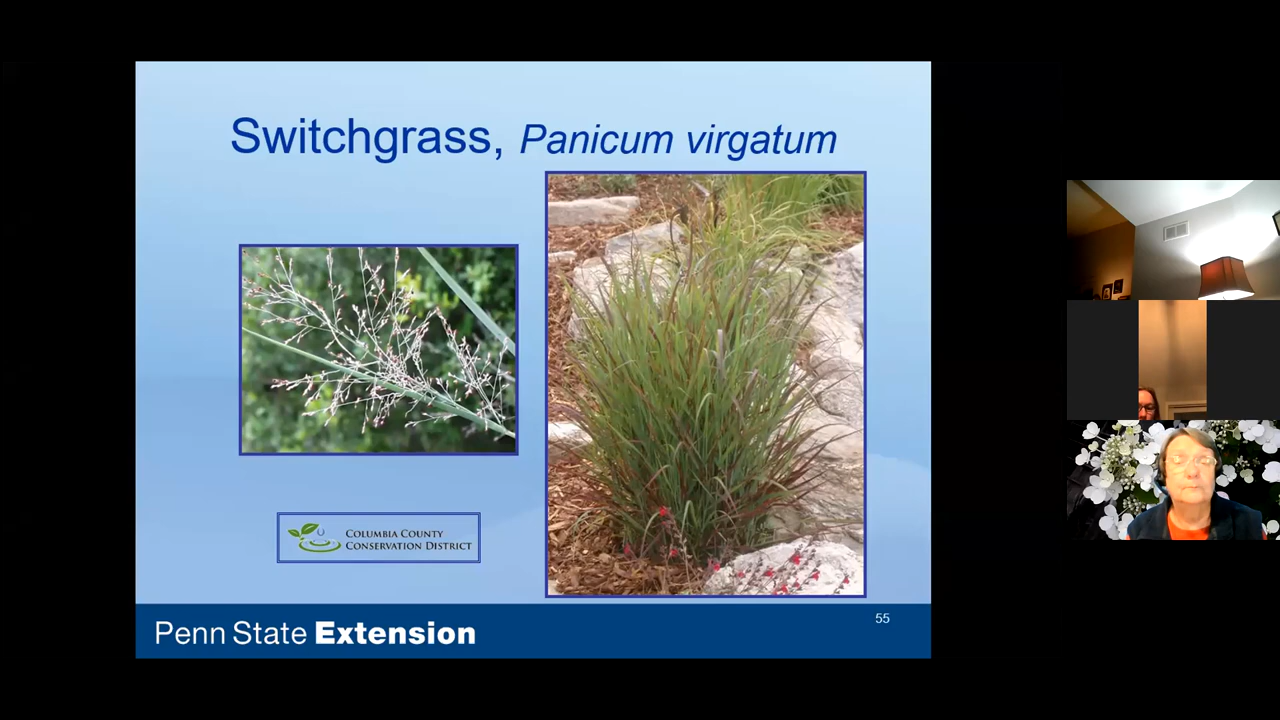 Switchgrass, Panicum virgatum
COLUMBIA COUNTY
CONSERVATION DISTRICT
55
Penn State Extension